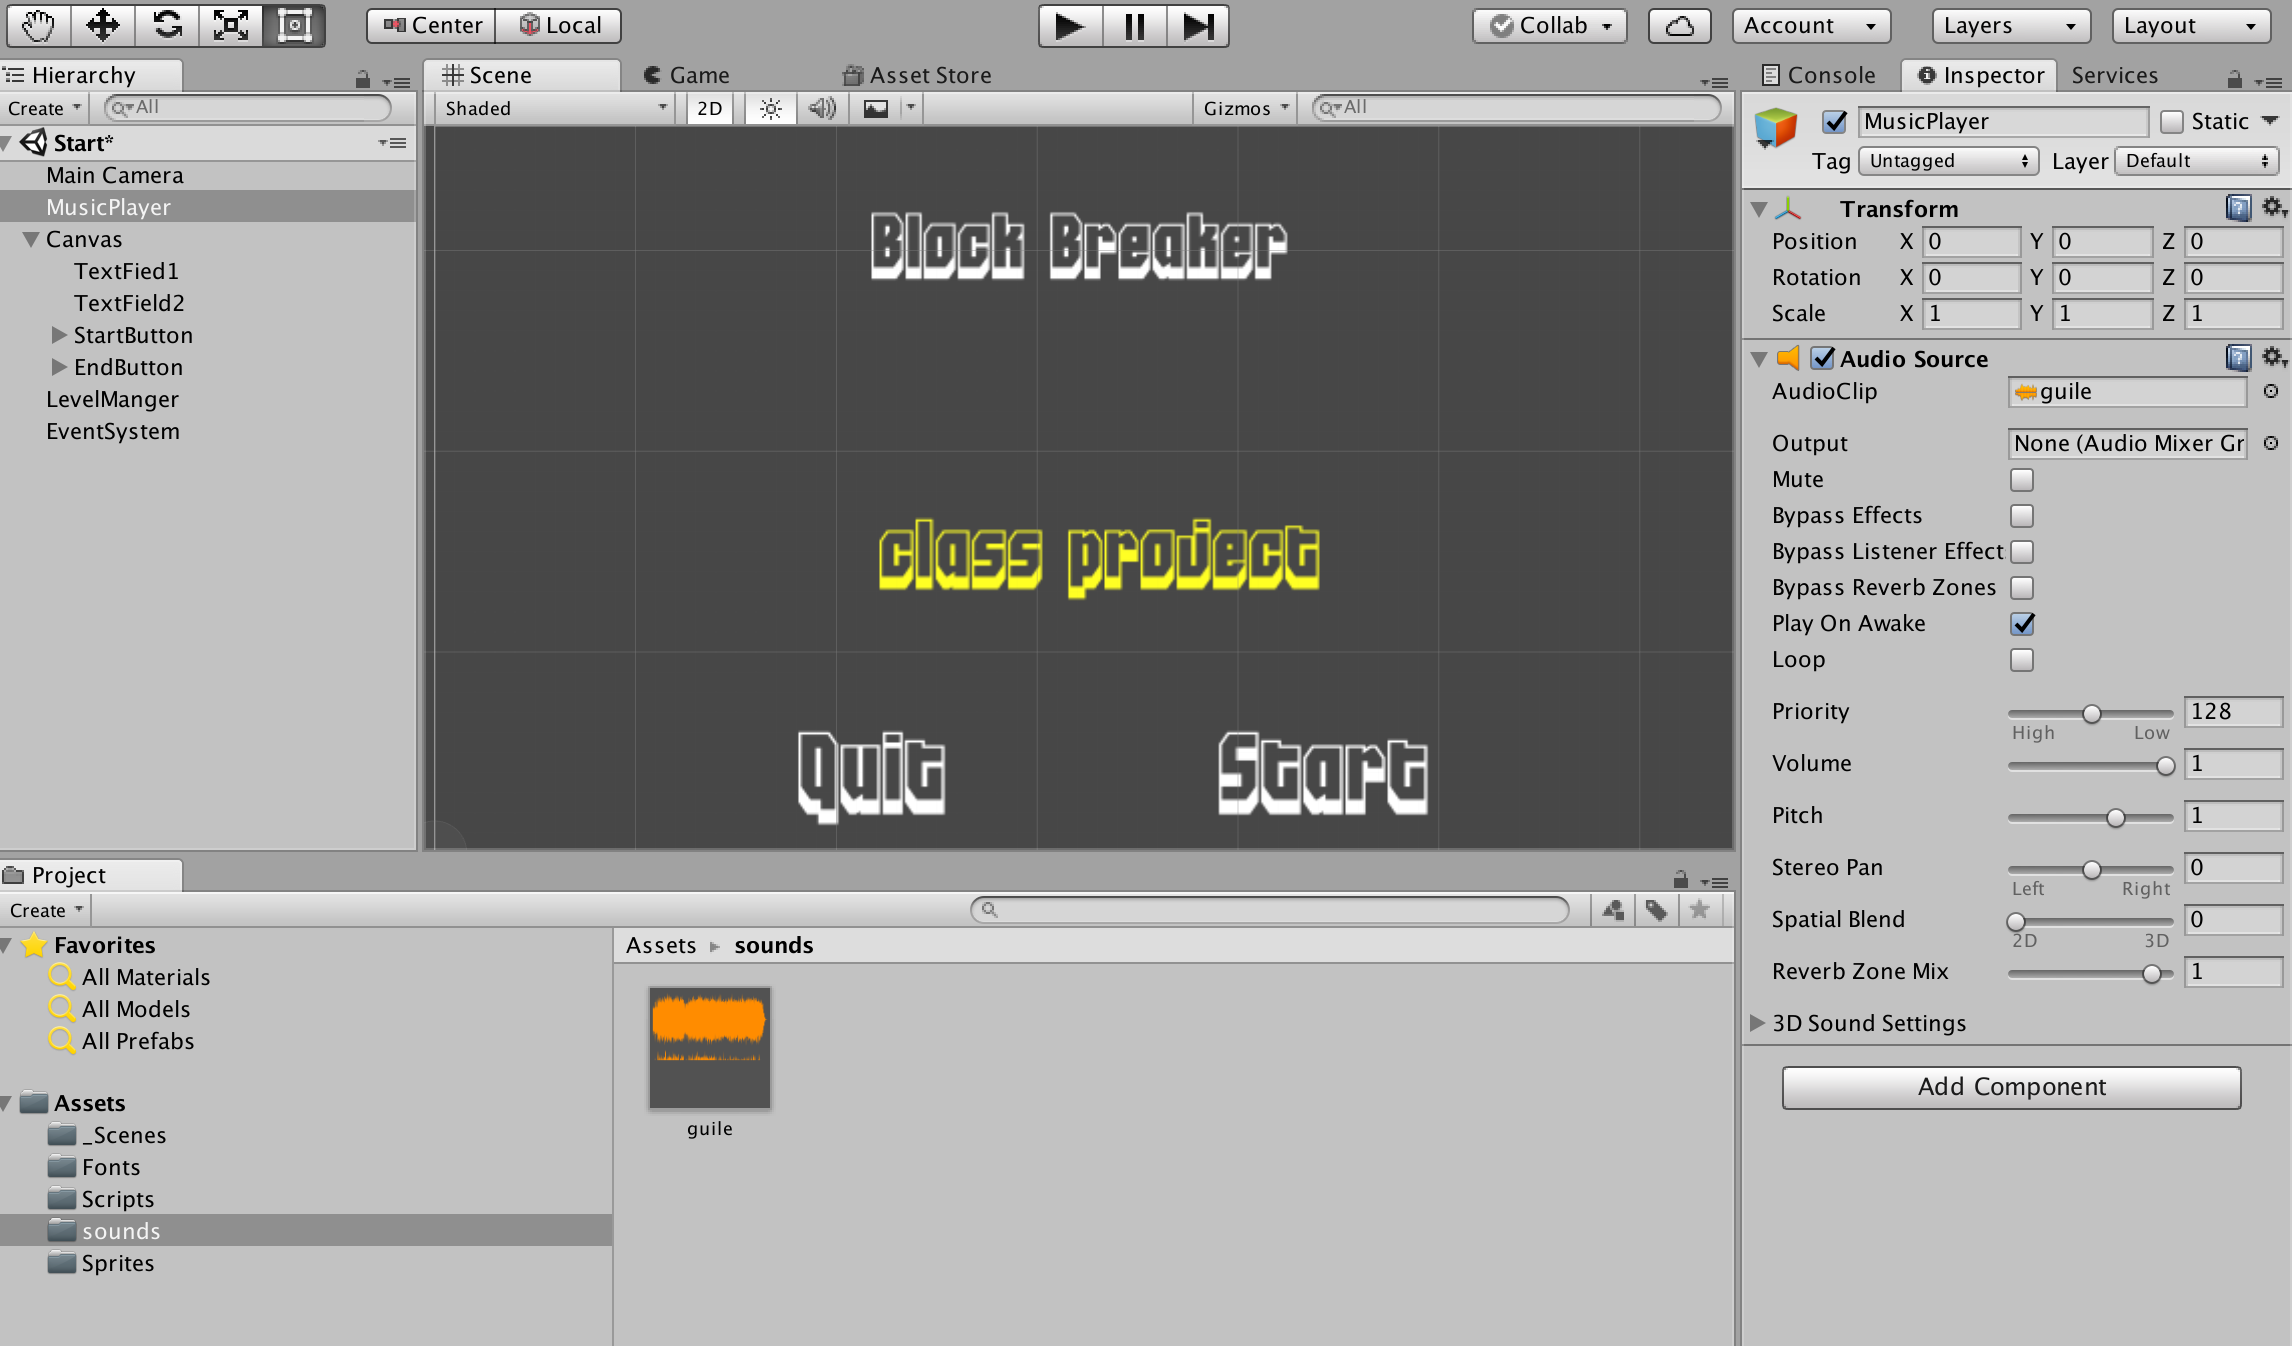 Center Local Collab Account Layers Layout
Hierarchy
Create All
Start*
Main Camera
MusicPlayer
Canvas
TextFied1
TextField2
StartButton
EndButton
LevelManger
EventSystem
Scene Game Asset Store
Shaded 2D Gizmos All
Block Breaker
class project
Quit Start
Console Inspector Services
MusicPlayer Static
Tag Untagged Layer Default
Transform
Position X 0 Y 0 Z 0
Rotation X 0 Y 0 Z 0
Scale X 1 Y 1 Z 1
Audio Source
AudioClip guile
Output None (Audio Mixer Gr
Mute
Bypass Effects
Bypass Listener Effect
Bypass Reverb Zones
Play On Awake
Loop
Priority 128
High Low
Volume 1
Pitch 1
Stereo Pan 0
Left Right
Spatial Blend 0
2D 3D
Reverb Zone Mix 1
3D Sound Settings
Add Component
Project
Create
Favorites
All Materials
All Models
All Prefabs
Assets
_Scenes
Fonts
Scripts
sounds
Sprites
Assets sounds
guile